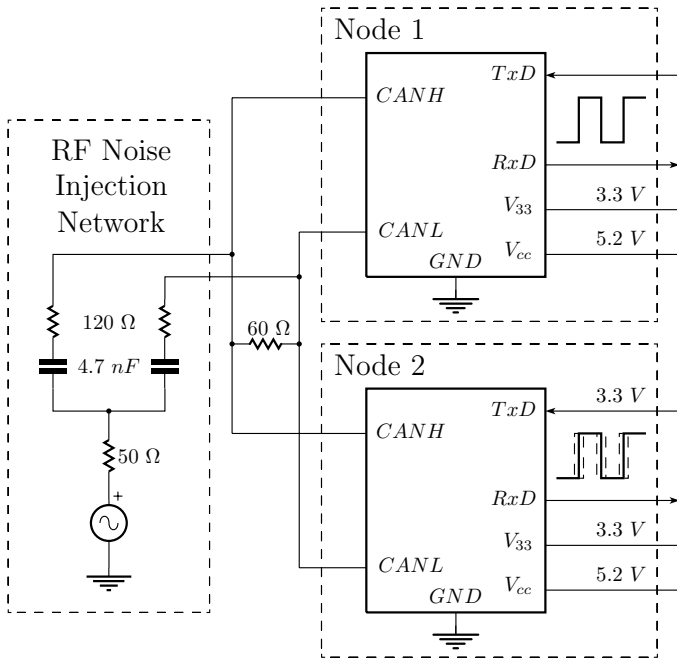 Node 1
TxD
CANH
RxD
V33
3.3 V
CANL
Vcc
5.2 V
GND
RF Noise
Injection
Network
120 Ω
4.7 nF
50 Ω
+
60 Ω
Node 2
TxD
3.3 V
CANH
RxD
V33
3.3 V
CANL
Vcc
5.2 V
GND